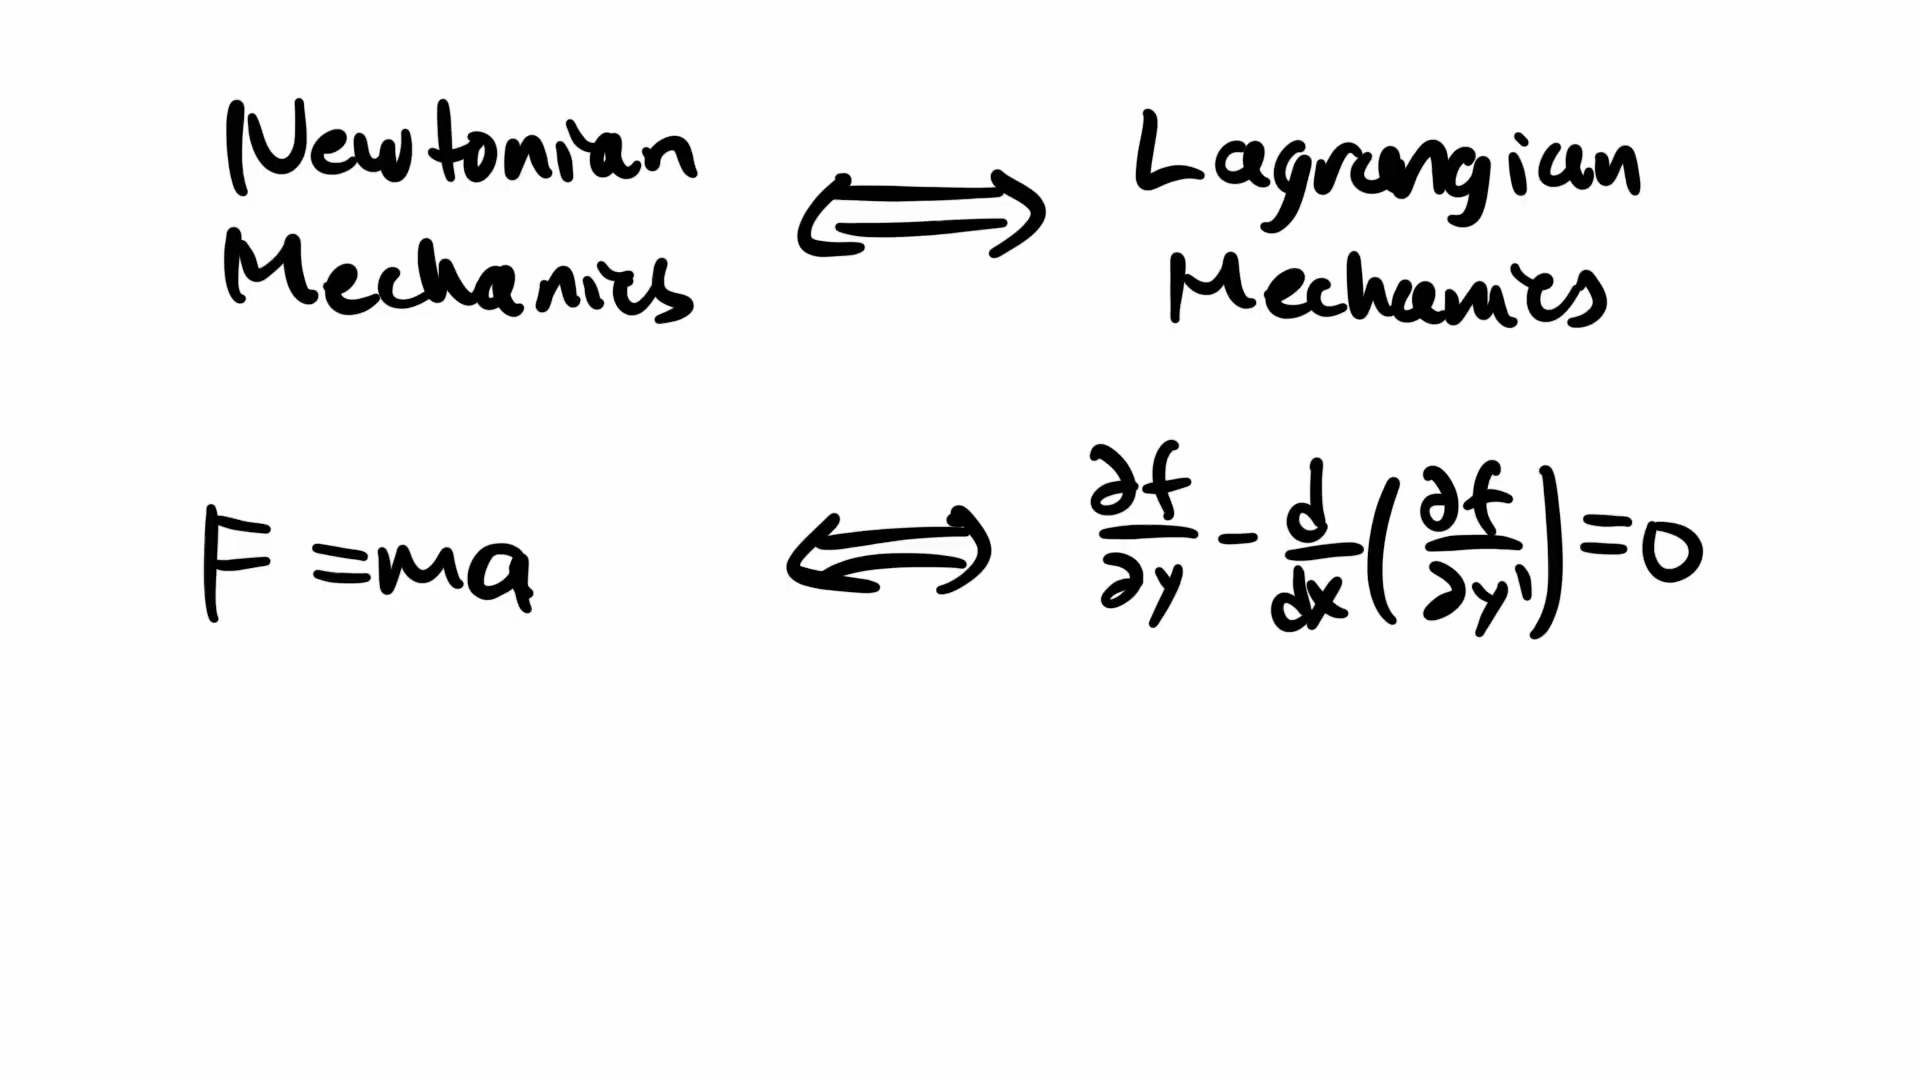 Newtonian Mechanics ⟺ Lagrangian Mechanics
F = ma ⟺ ∂f/∂y - d/dx (∂f/∂y') = 0